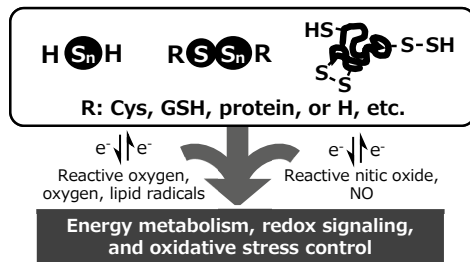 H Sn H
R S Sn R
HS
S-SH
S
S
R: Cys, GSH, protein, or H, etc.
e- e-
e- e-
Reactive oxygen,
oxygen, lipid radicals
Reactive nitic oxide,
NO
Energy metabolism, redox signaling,
and oxidative stress control